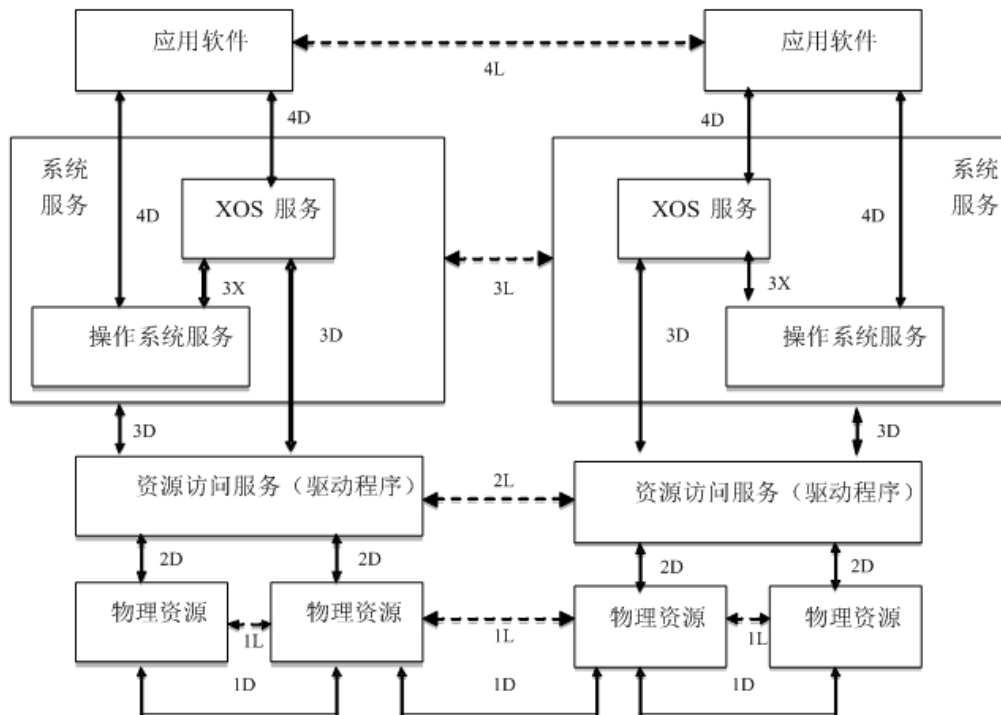 应用软件
应用软件
4L
4D
4D
系统
服务
系统
服务
XOS 服务
XOS 服务
4D
4D
3L
3X
3X
操作系统服务
3D
3D
操作系统服务
3D
3D
资源访问服务（驱动程序）
2L
资源访问服务（驱动程序）
2D
2D
2D
2D
物理资源
物理资源
物理资源
物理资源
1L
1L
1L
1D
1D
1D